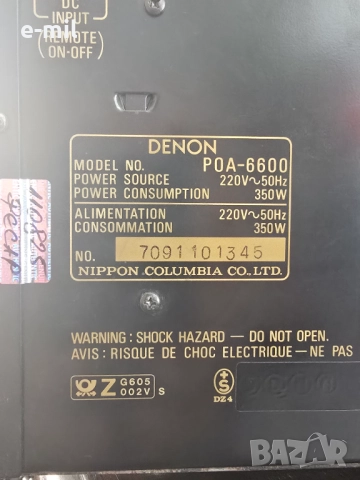 e-mil
DC
INPUT
(REMOTE
ON-OFF)
DENON
MODEL NO. POA-6600
POWER SOURCE 220V~50Hz
POWER CONSUMPTION 350W
ALIMENTATION 220V~50Hz
CONSOMMATION 350W
NO. 7091101345
NIPPON COLUMBIA CO., LTD.
WARNING: SHOCK HAZARD — DO NOT OPEN.
AVIS: RISQUE DE CHOC ELECTRIQUE—NE PAS
Z G605
002V S
S
DZ4
BAZAR
bg